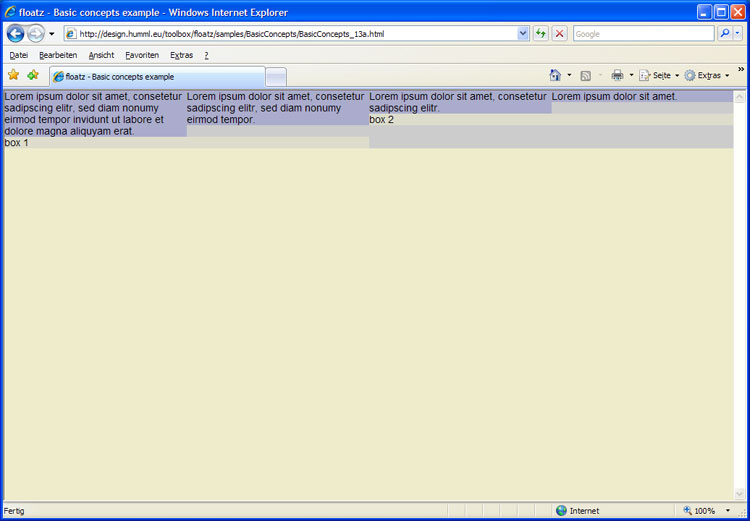 floatz - Basic concepts example - Windows Internet Explorer
http://design.humml.eu/toolbox/floatz/samples/BasicConcepts/BasicConcepts_13a.html
Google
Datei Bearbeiten Ansicht Favoriten Extras ?
floatz - Basic concepts example
Seite Extras »
Lorem ipsum dolor sit amet, consetetur
sadipscing elitr, sed diam nonumy
eirmod tempor invidunt ut labore et
dolore magna aliquyam erat.
box 1
Lorem ipsum dolor sit amet, consetetur
sadipscing elitr, sed diam nonumy
eirmod tempor.
Lorem ipsum dolor sit amet, consetetur
sadipscing elitr.
box 2
Lorem ipsum dolor sit amet.
Fertig
Internet
100%